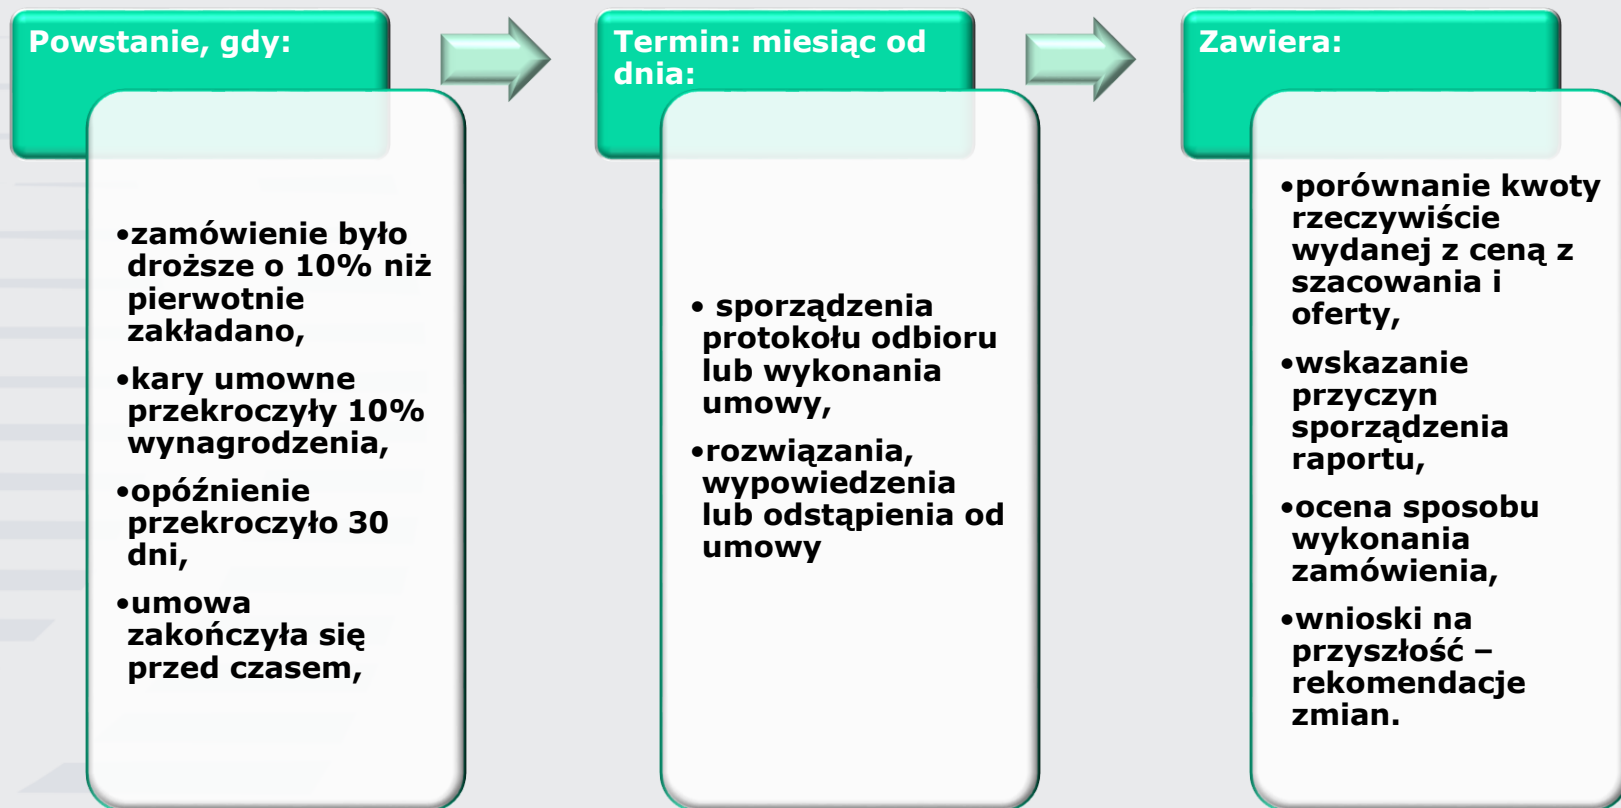 Powstanie, gdy:
•zamówienie było
droższe o 10% niż
pierwotnie
zakładano,
•kary umowne
przekroczyły 10%
wynagrodzenia,
•opóźnienie
przekroczyło 30
dni,
•umowa
zakończyła się
przed czasem,
Termin: miesiąc od
dnia:
• sporządzenia
protokołu odbioru
lub wykonania
umowy,
•rozwiązania,
wypowiedzenia
lub odstąpienia od
umowy
Zawiera:
•porównanie kwoty
rzeczywiście
wydanej z ceną z
szacowania i
oferty,
•wskazanie
przyczyn
sporządzenia
raportu,
•ocena sposobu
wykonania
zamówienia,
•wnioski na
przyszłość –
rekomendacje
zmian.